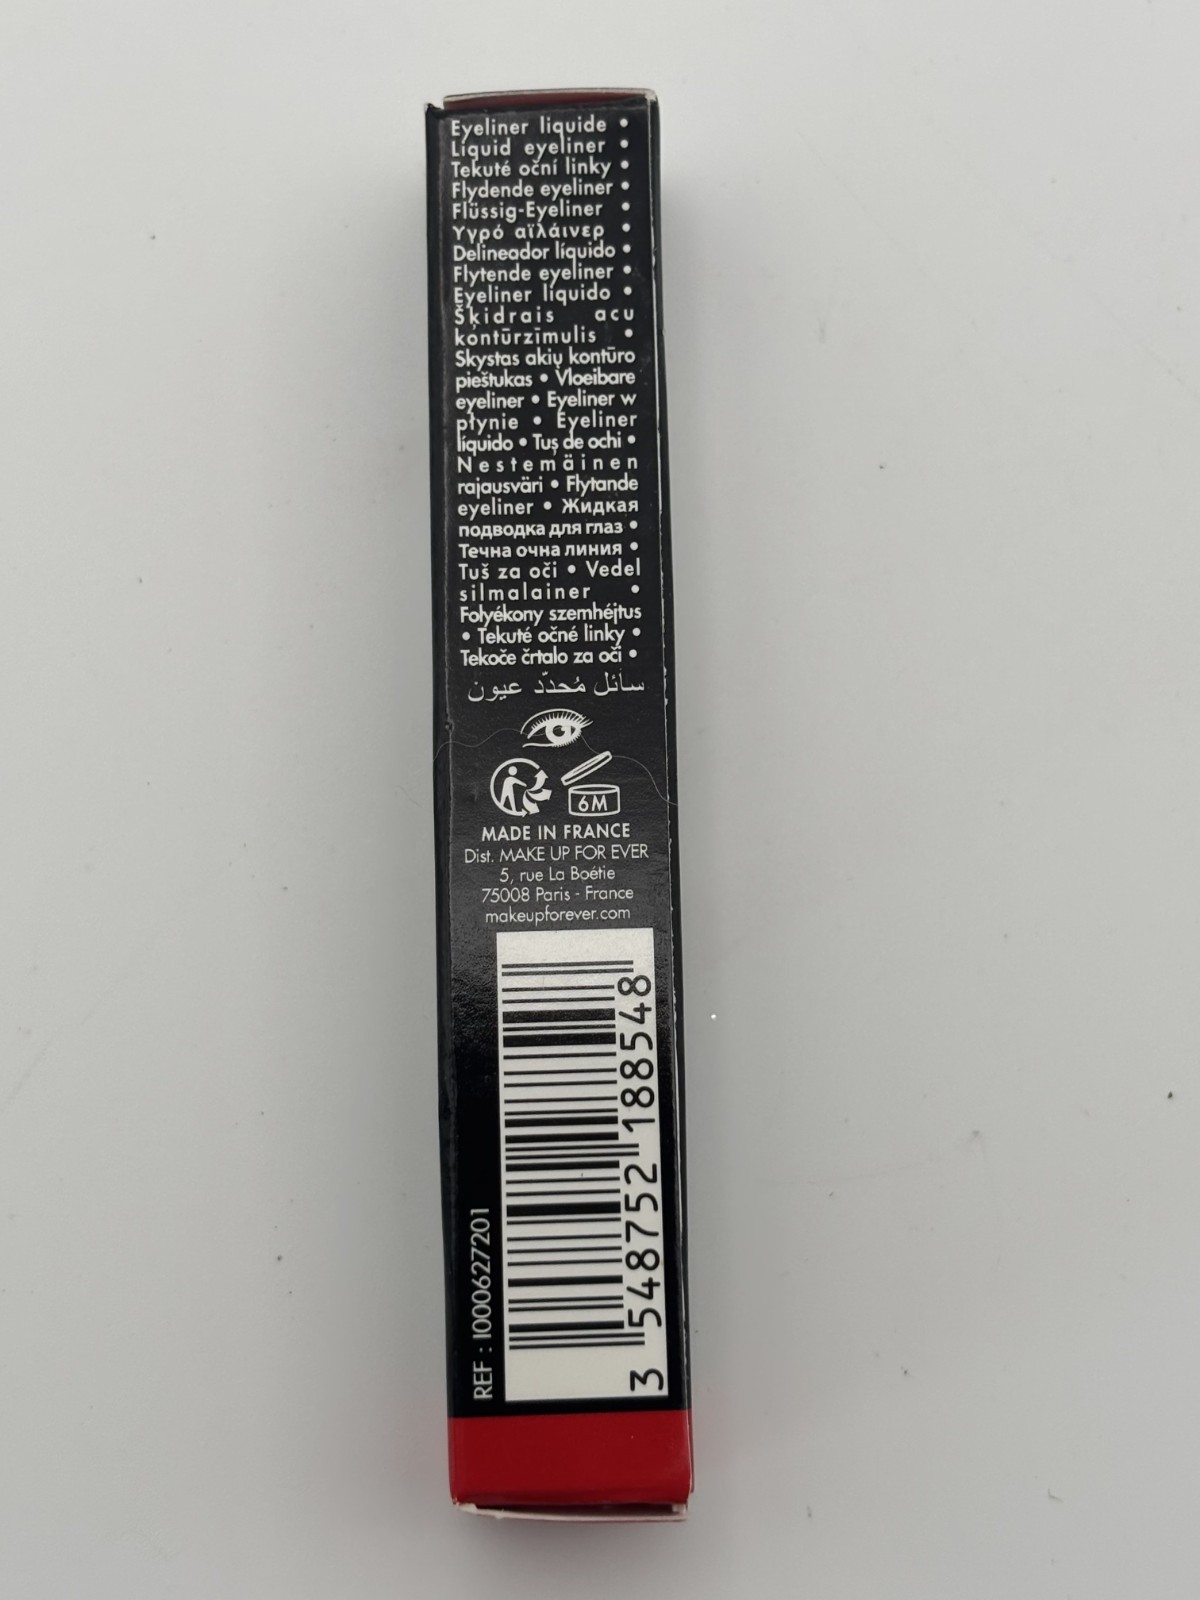 Eyeliner liquide •
Liquid eyeliner •
Tekuté oční linky •
Flydende eyeliner •
Flüssig-Eyeliner •
Υγρό αϊλάινερ •
Delineador líquido •
Flytende eyeliner •
Eyeliner líquido •
Šķidrais acu
kontūrzīmulis •
Skystas akių kontūro
pieštukas • Vloeibare
eyeliner • Eyeliner w
płynie • Eyeliner
líquido • Tuș de ochi •
Nestemäinen
rajausväri • Flytande
eyeliner • Жидкая
подводка для глаз •
Течна очна линия •
Tuš za oči • Vedel
silmalainer •
Folyékony szemhéjtus
• Tekuté očné linky •
Tekoče črtalo za oči •
سائل مُحدّد عيون
6M
MADE IN FRANCE
Dist. MAKE UP FOR EVER
5, rue La Boétie
75008 Paris - France
makeupforever.com
REF : I000627201
3 548752 188548